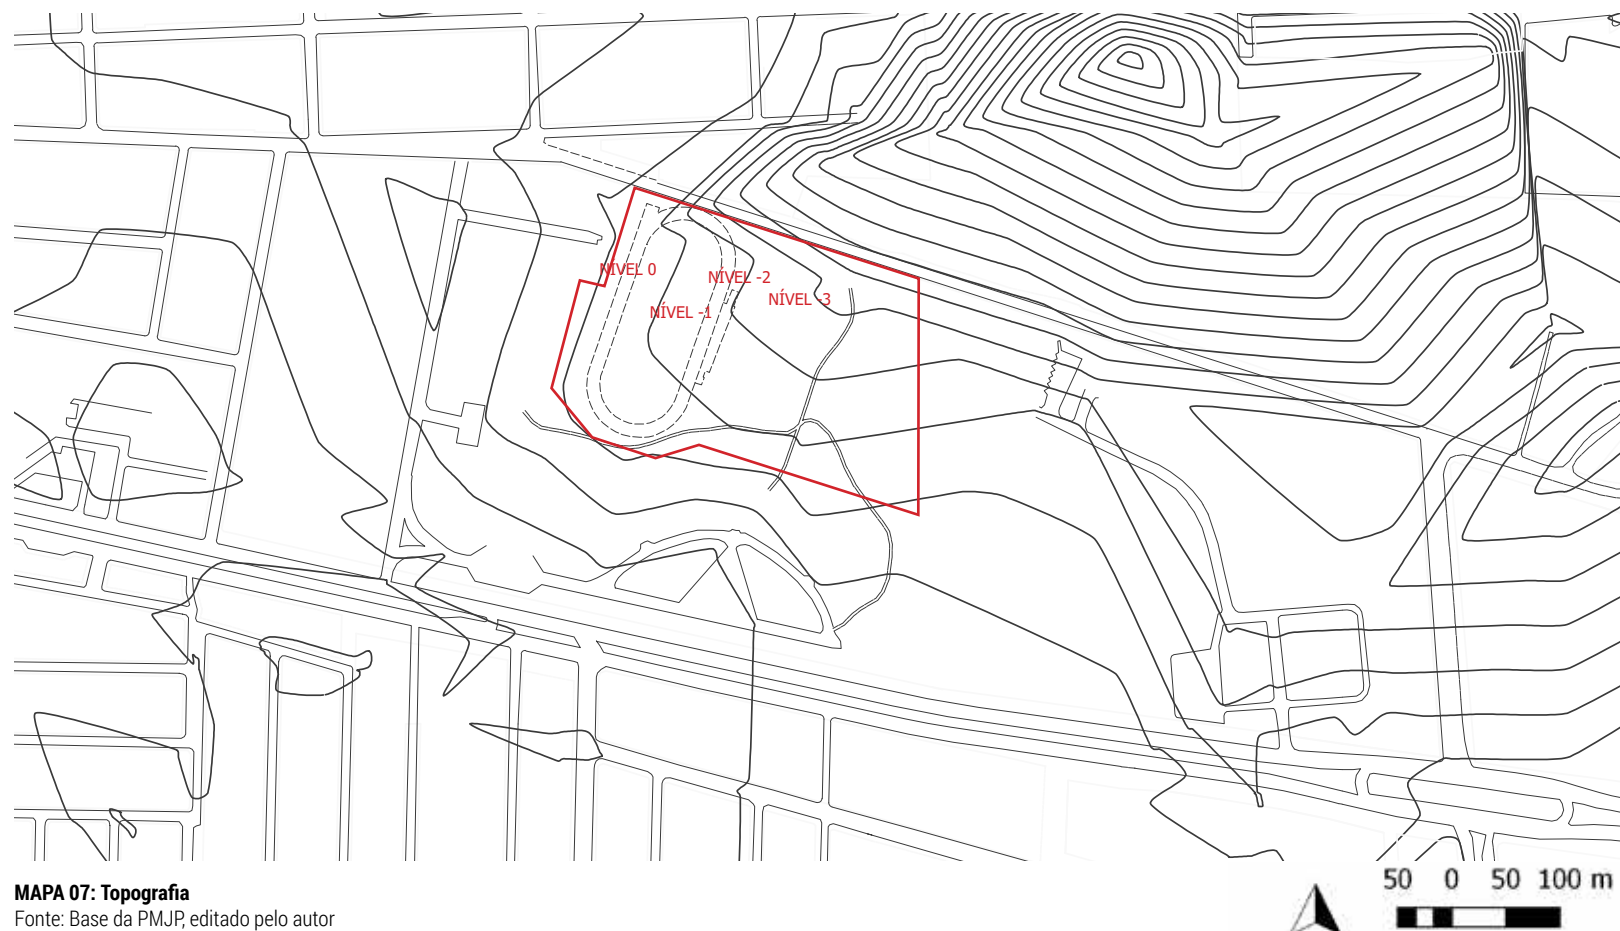 NÍVEL 0
NÍVEL -2
NÍVEL -3
NÍVEL -1
MAPA 07: Topografia
Fonte: Base da PMJP, editado pelo autor
50 0 50 100 m